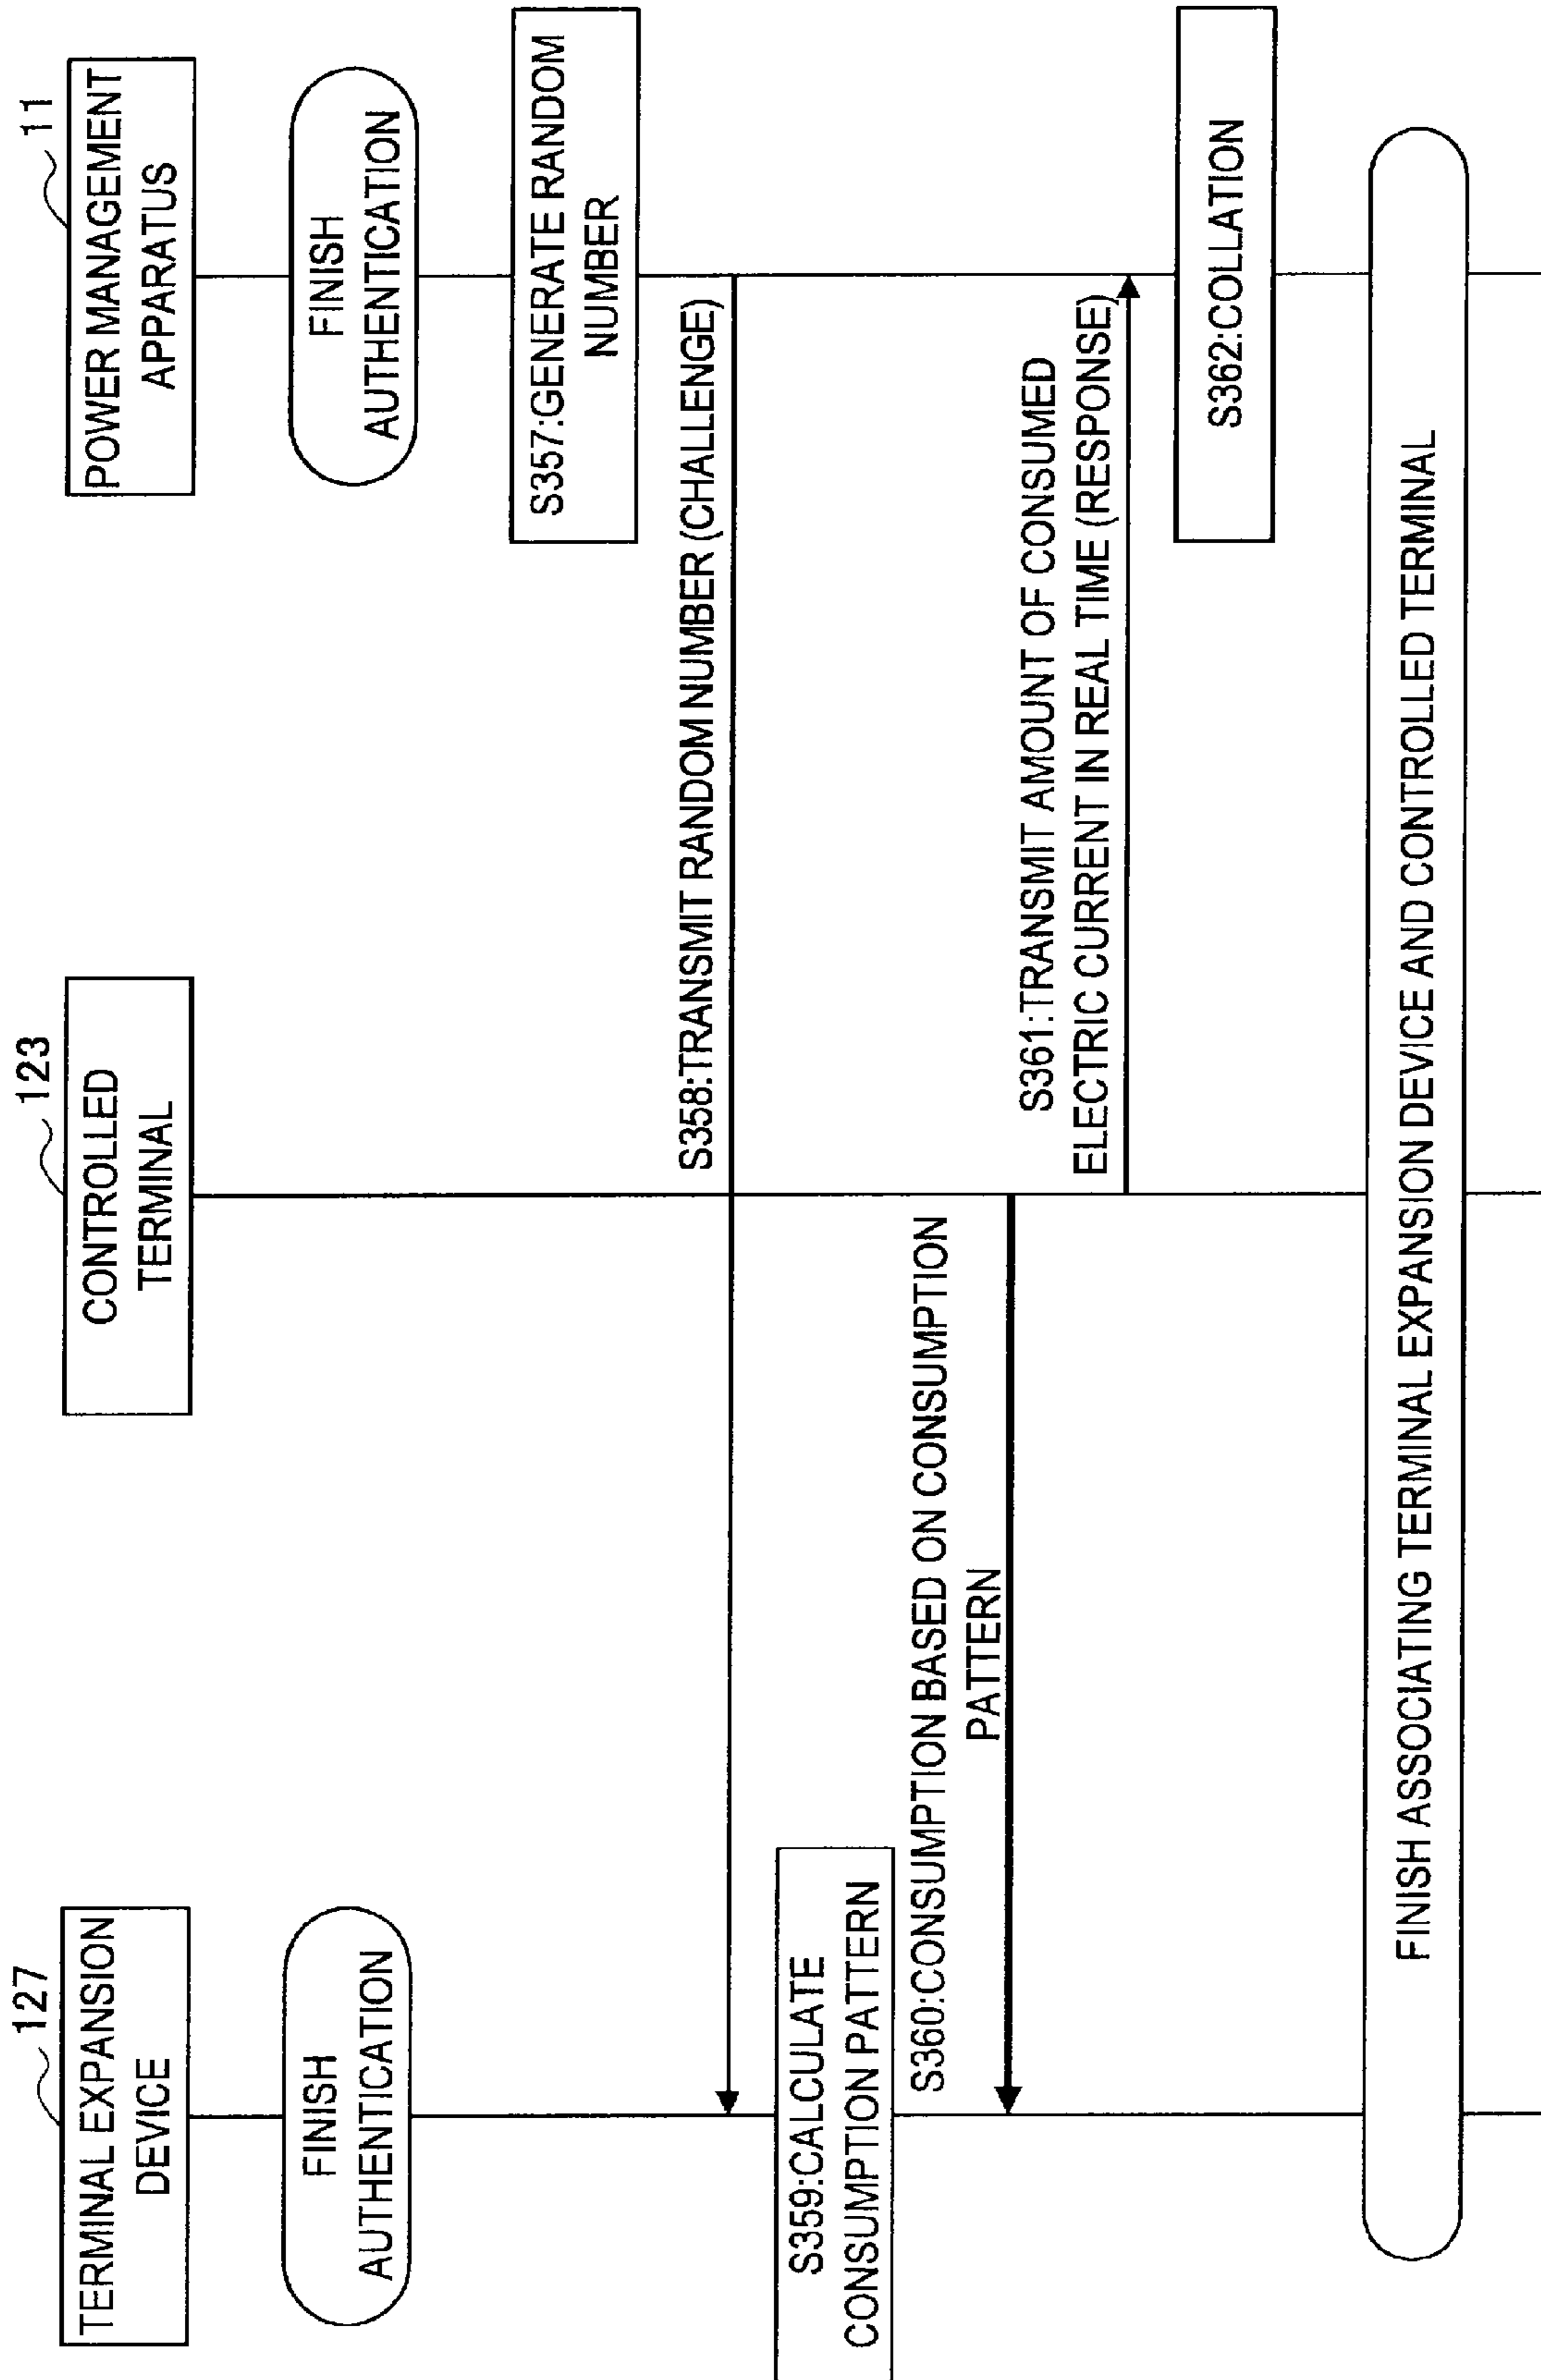 127
TERMINAL EXPANSION
DEVICE
123
CONTROLLED
TERMINAL
11
POWER MANAGEMENT
APPARATUS
FINISH
AUTHENTICATION
FINISH
AUTHENTICATION
S357:GENERATE RANDOM
NUMBER
S358:TRANSMIT RANDOM NUMBER (CHALLENGE)
S359:CALCULATE
CONSUMPTION PATTERN
S360:CONSUMPTION BASED ON CONSUMPTION
PATTERN
S361:TRANSMIT AMOUNT OF CONSUMED
ELECTRIC CURRENT IN REAL TIME (RESPONSE)
S362:COLLATION
FINISH ASSOCIATING TERMINAL EXPANSION DEVICE AND CONTROLLED TERMINAL